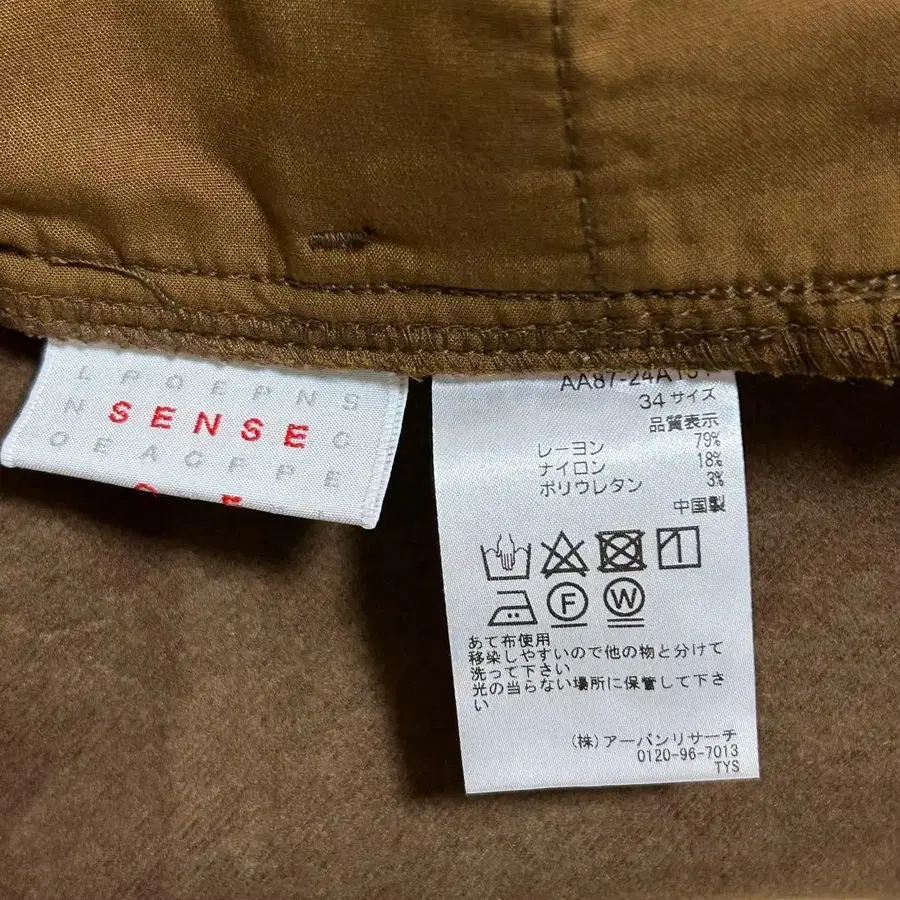 L P O F P N S
N SENSE C
O E A C F P E
AA87-24A
34サイズ
品質表示
レーヨン 79%
ナイロン 18%
ポリウレタン 3%
中国製
1
F W
あて布使用
移染しやすいので他の物と分けて
洗って下さい
光の当らない場所に保管して下さ
い
(株)アーバンリサーチ
0120-96-7013
TYS